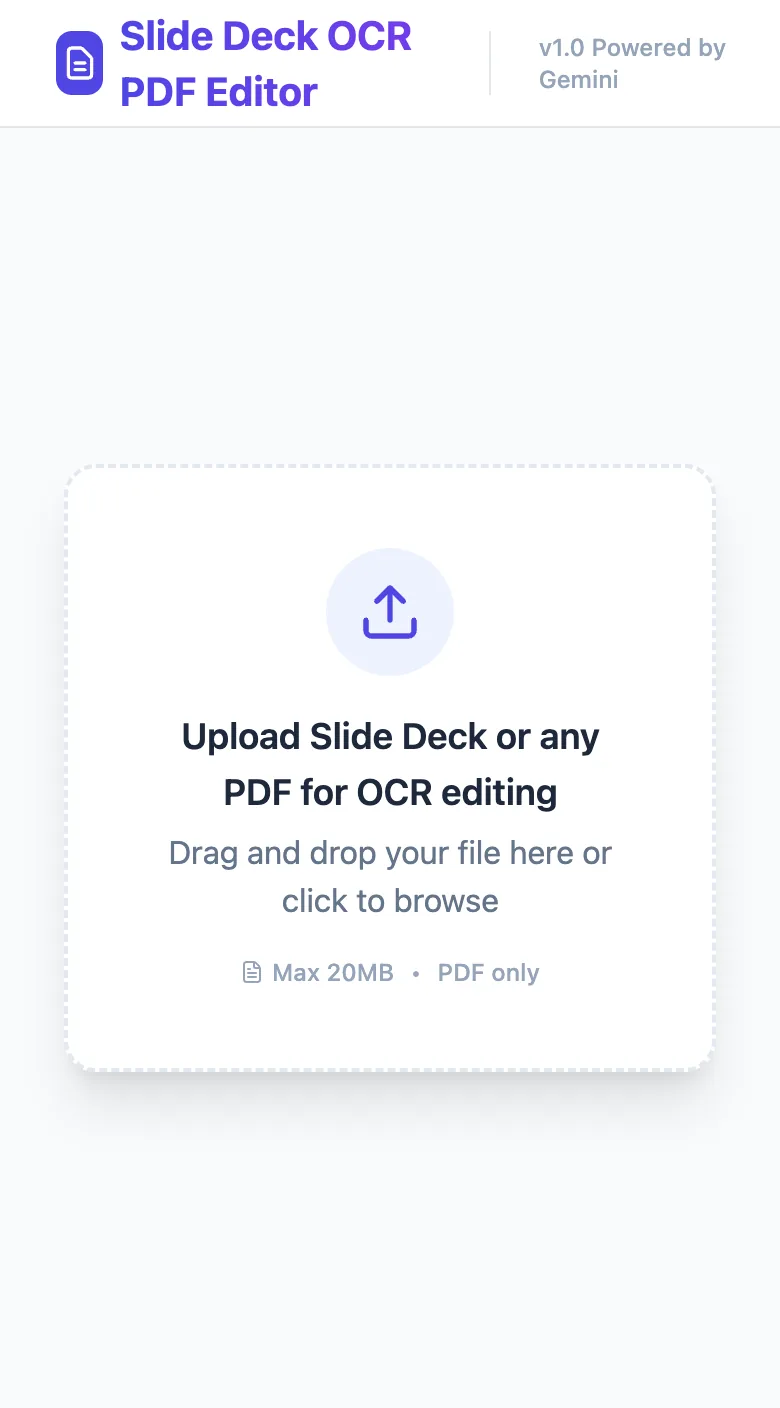 Slide Deck OCR
PDF Editor
v1.0 Powered by
Gemini
Upload Slide Deck or any
PDF for OCR editing
Drag and drop your file here or
click to browse
Max 20MB • PDF only